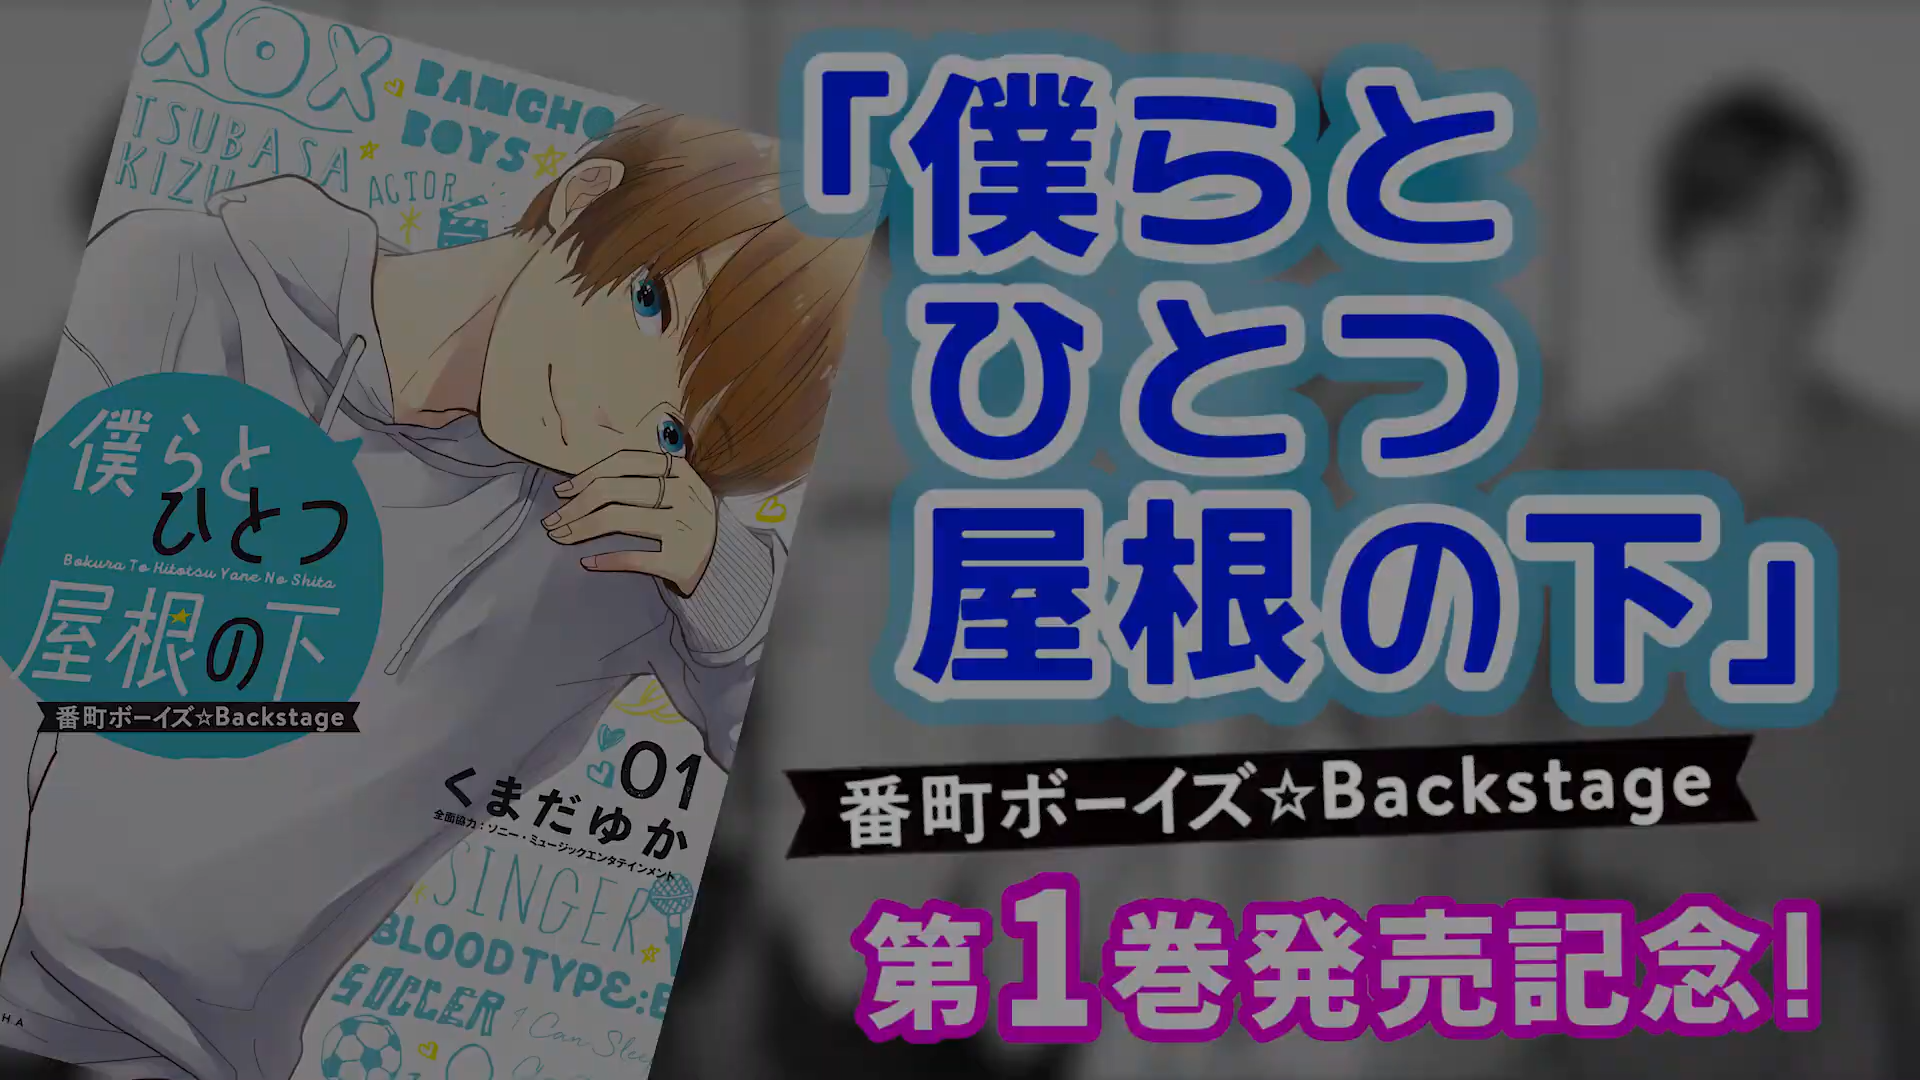 XOX
BANCHO
BOYS
TSUBASA
KIZU
ACTOR
僕らと
ひとつ
Bokura To Hitotsu Yane No Shita
屋根の下
番町ボーイズ☆Backstage
01
くまだゆか
全面協力：ソニー・ミュージックエンタテインメント
SINGER
BLOOD TYPE:B
SOCCER
I Can
「僕らと
ひとつ
屋根の下」
番町ボーイズ☆Backstage
第1巻発売記念!